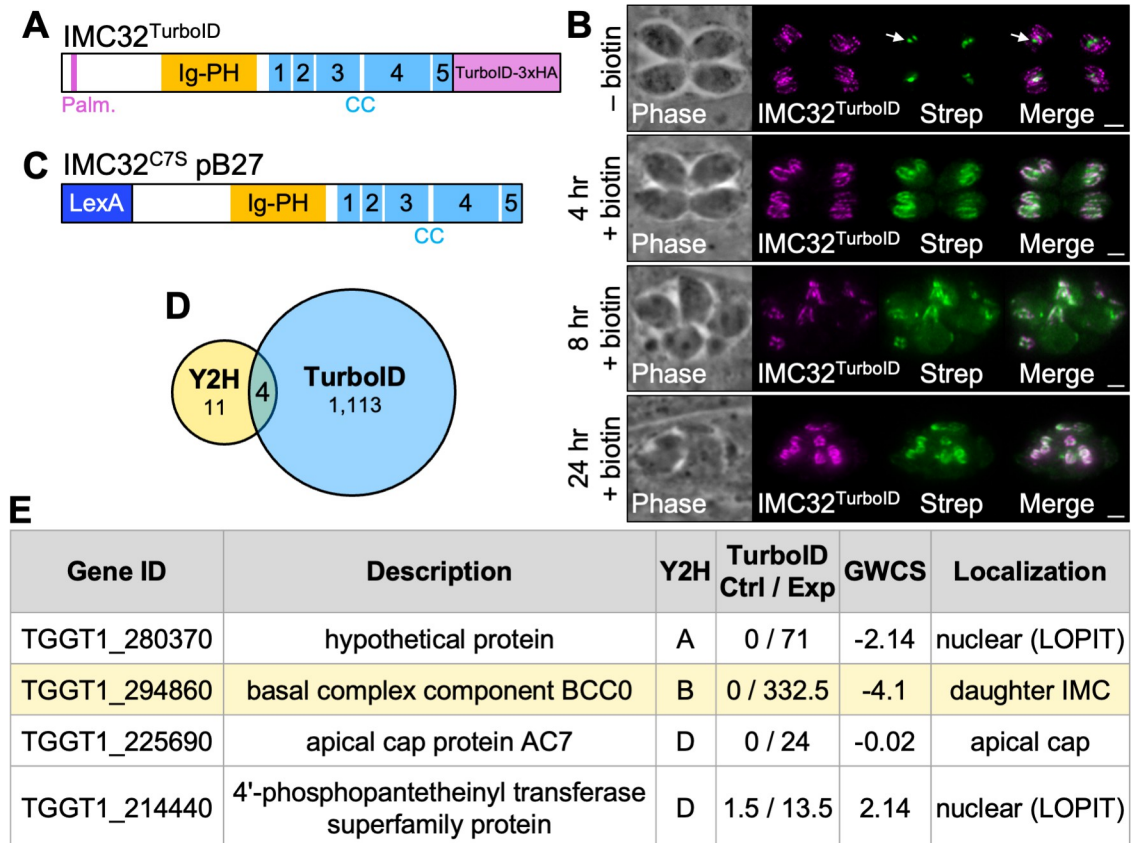 A
IMC32TurboID
Ig-PH
1
2
3
4
5
TurboID-3xHA
Palm.
CC
B
– biotin
Phase
IMC32TurboID
Strep
Merge
4 hr
+ biotin
Phase
IMC32TurboID
Strep
Merge
8 hr
+ biotin
Phase
IMC32TurboID
Strep
Merge
24 hr
+ biotin
Phase
IMC32TurboID
Strep
Merge
C
IMC32C7S pB27
LexA
Ig-PH
1
2
3
4
5
CC
D
Y2H
11
4
TurboID
1,113
E
Gene ID Description Y2H TurboID Ctrl / Exp GWCS Localization
TGGT1_280370 hypothetical protein A 0 / 71 -2.14 nuclear (LOPIT)
TGGT1_294860 basal complex component BCC0 B 0 / 332.5 -4.1 daughter IMC
TGGT1_225690 apical cap protein AC7 D 0 / 24 -0.02 apical cap
TGGT1_214440 4'-phosphopantetheinyl transferase superfamily protein D 1.5 / 13.5 2.14 nuclear (LOPIT)